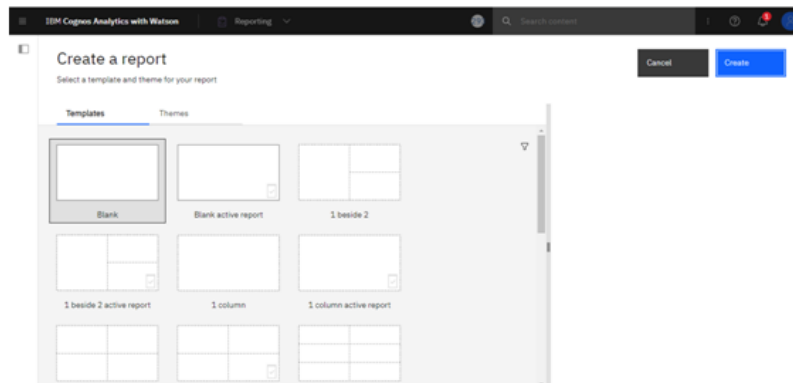 IBM Cognos Analytics with Watson
Reporting
Search content
1
Create a report
Select a template and theme for your report
Cancel
Create
Templates
Themes
Blank
Blank active report
1 beside 2
1 beside 2 active report
1 column
1 column active report